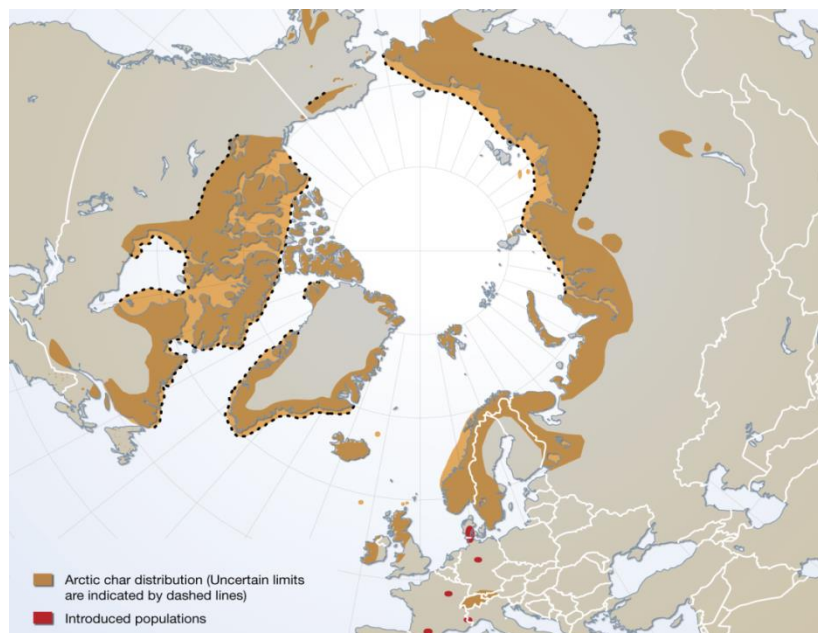 Arctic char distribution (Uncertain limits
are indicated by dashed lines)
Introduced populations